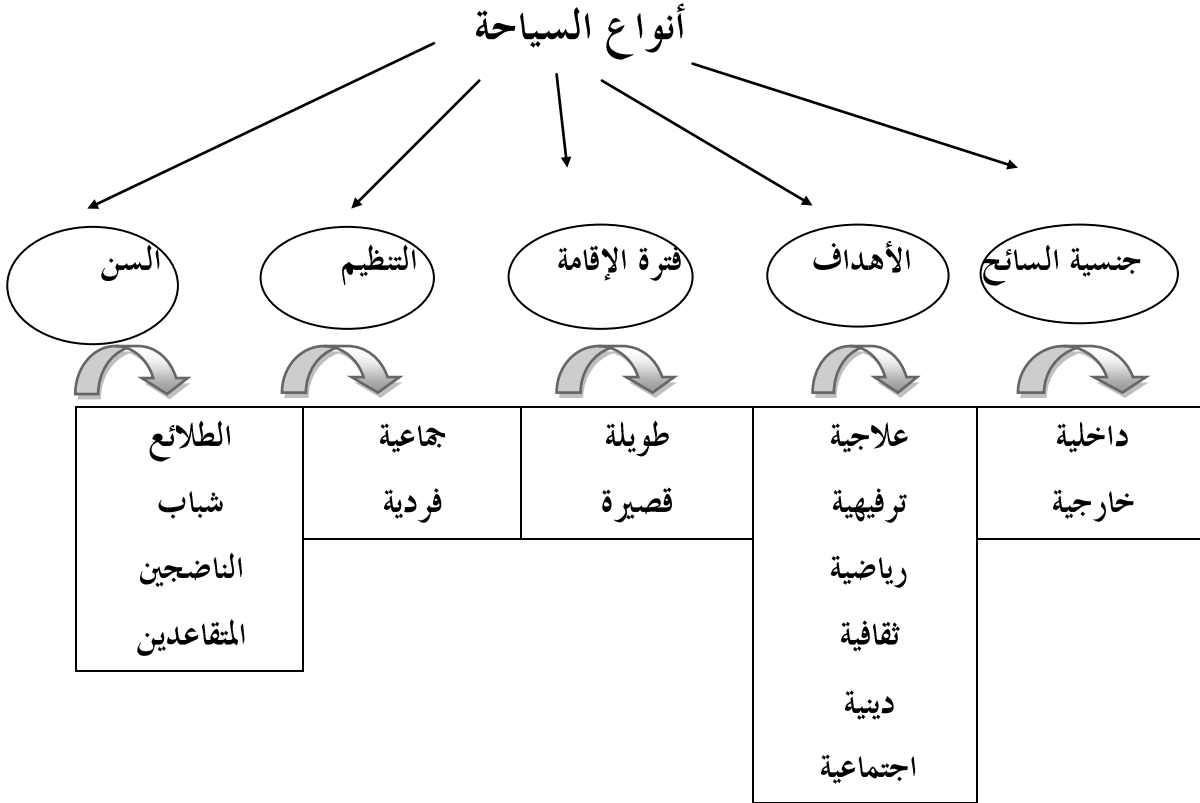 أنواع السياحة
جنسية السائح
الأهداف
فترة الإقامة
التنظيم
السن
داخلية
خارجية
علاجية
ترفيهية
رياضية
ثقافية
دينية
اجتماعية
طويلة
قصيرة
جماعية
فردية
الطلائع
شباب
الناضجين
المتقاعدين